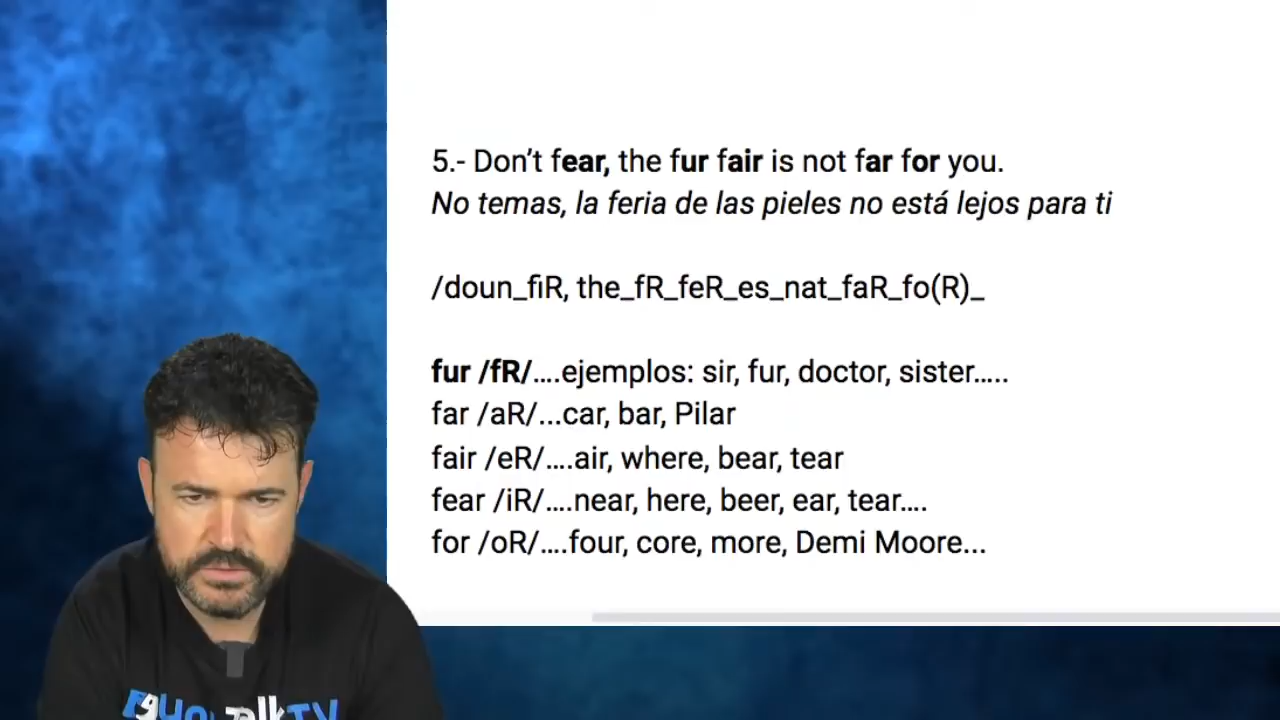 5.- Don’t fear, the fur fair is not far for you.
No temas, la feria de las pieles no está lejos para ti
/doun_fiR, the_fR_feR_es_nat_faR_fo(R)_
fur /fR/….ejemplos: sir, fur, doctor, sister…..
far /aR/...car, bar, Pilar
fair /eR/….air, where, bear, tear
fear /iR/….near, here, beer, ear, tear….
for /oR/….four, core, more, Demi Moore...